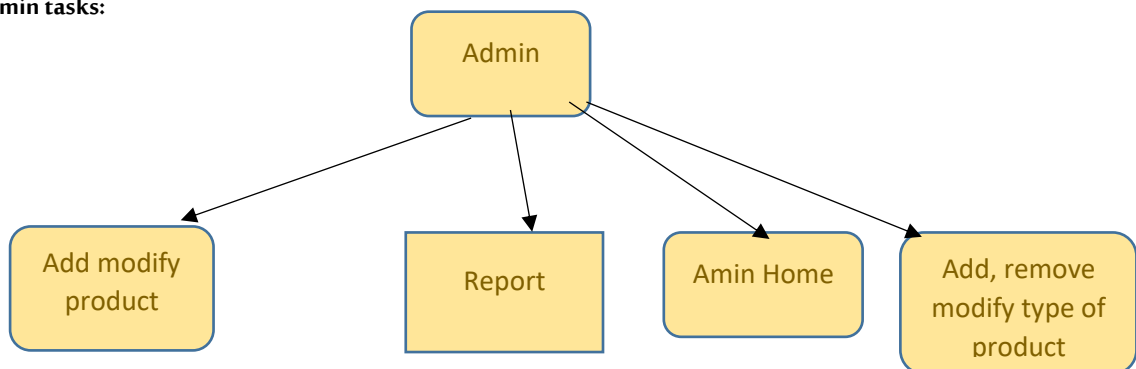 min tasks:
Admin
Add modify
product
Report
Amin Home
Add, remove
modify type of
product